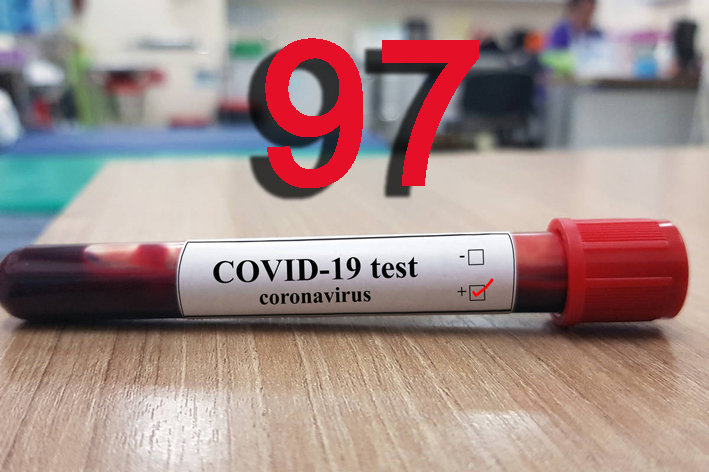 97
COVID-19 test
coronavirus
-☐
+☑